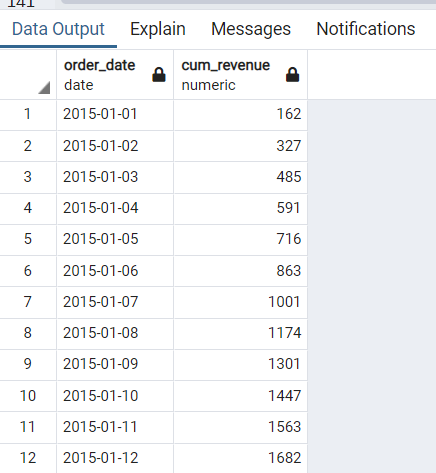 141
Data Output Explain Messages Notifications
order_date cum_revenue
date numeric
1 2015-01-01 162
2 2015-01-02 327
3 2015-01-03 485
4 2015-01-04 591
5 2015-01-05 716
6 2015-01-06 863
7 2015-01-07 1001
8 2015-01-08 1174
9 2015-01-09 1301
10 2015-01-10 1447
11 2015-01-11 1563
12 2015-01-12 1682